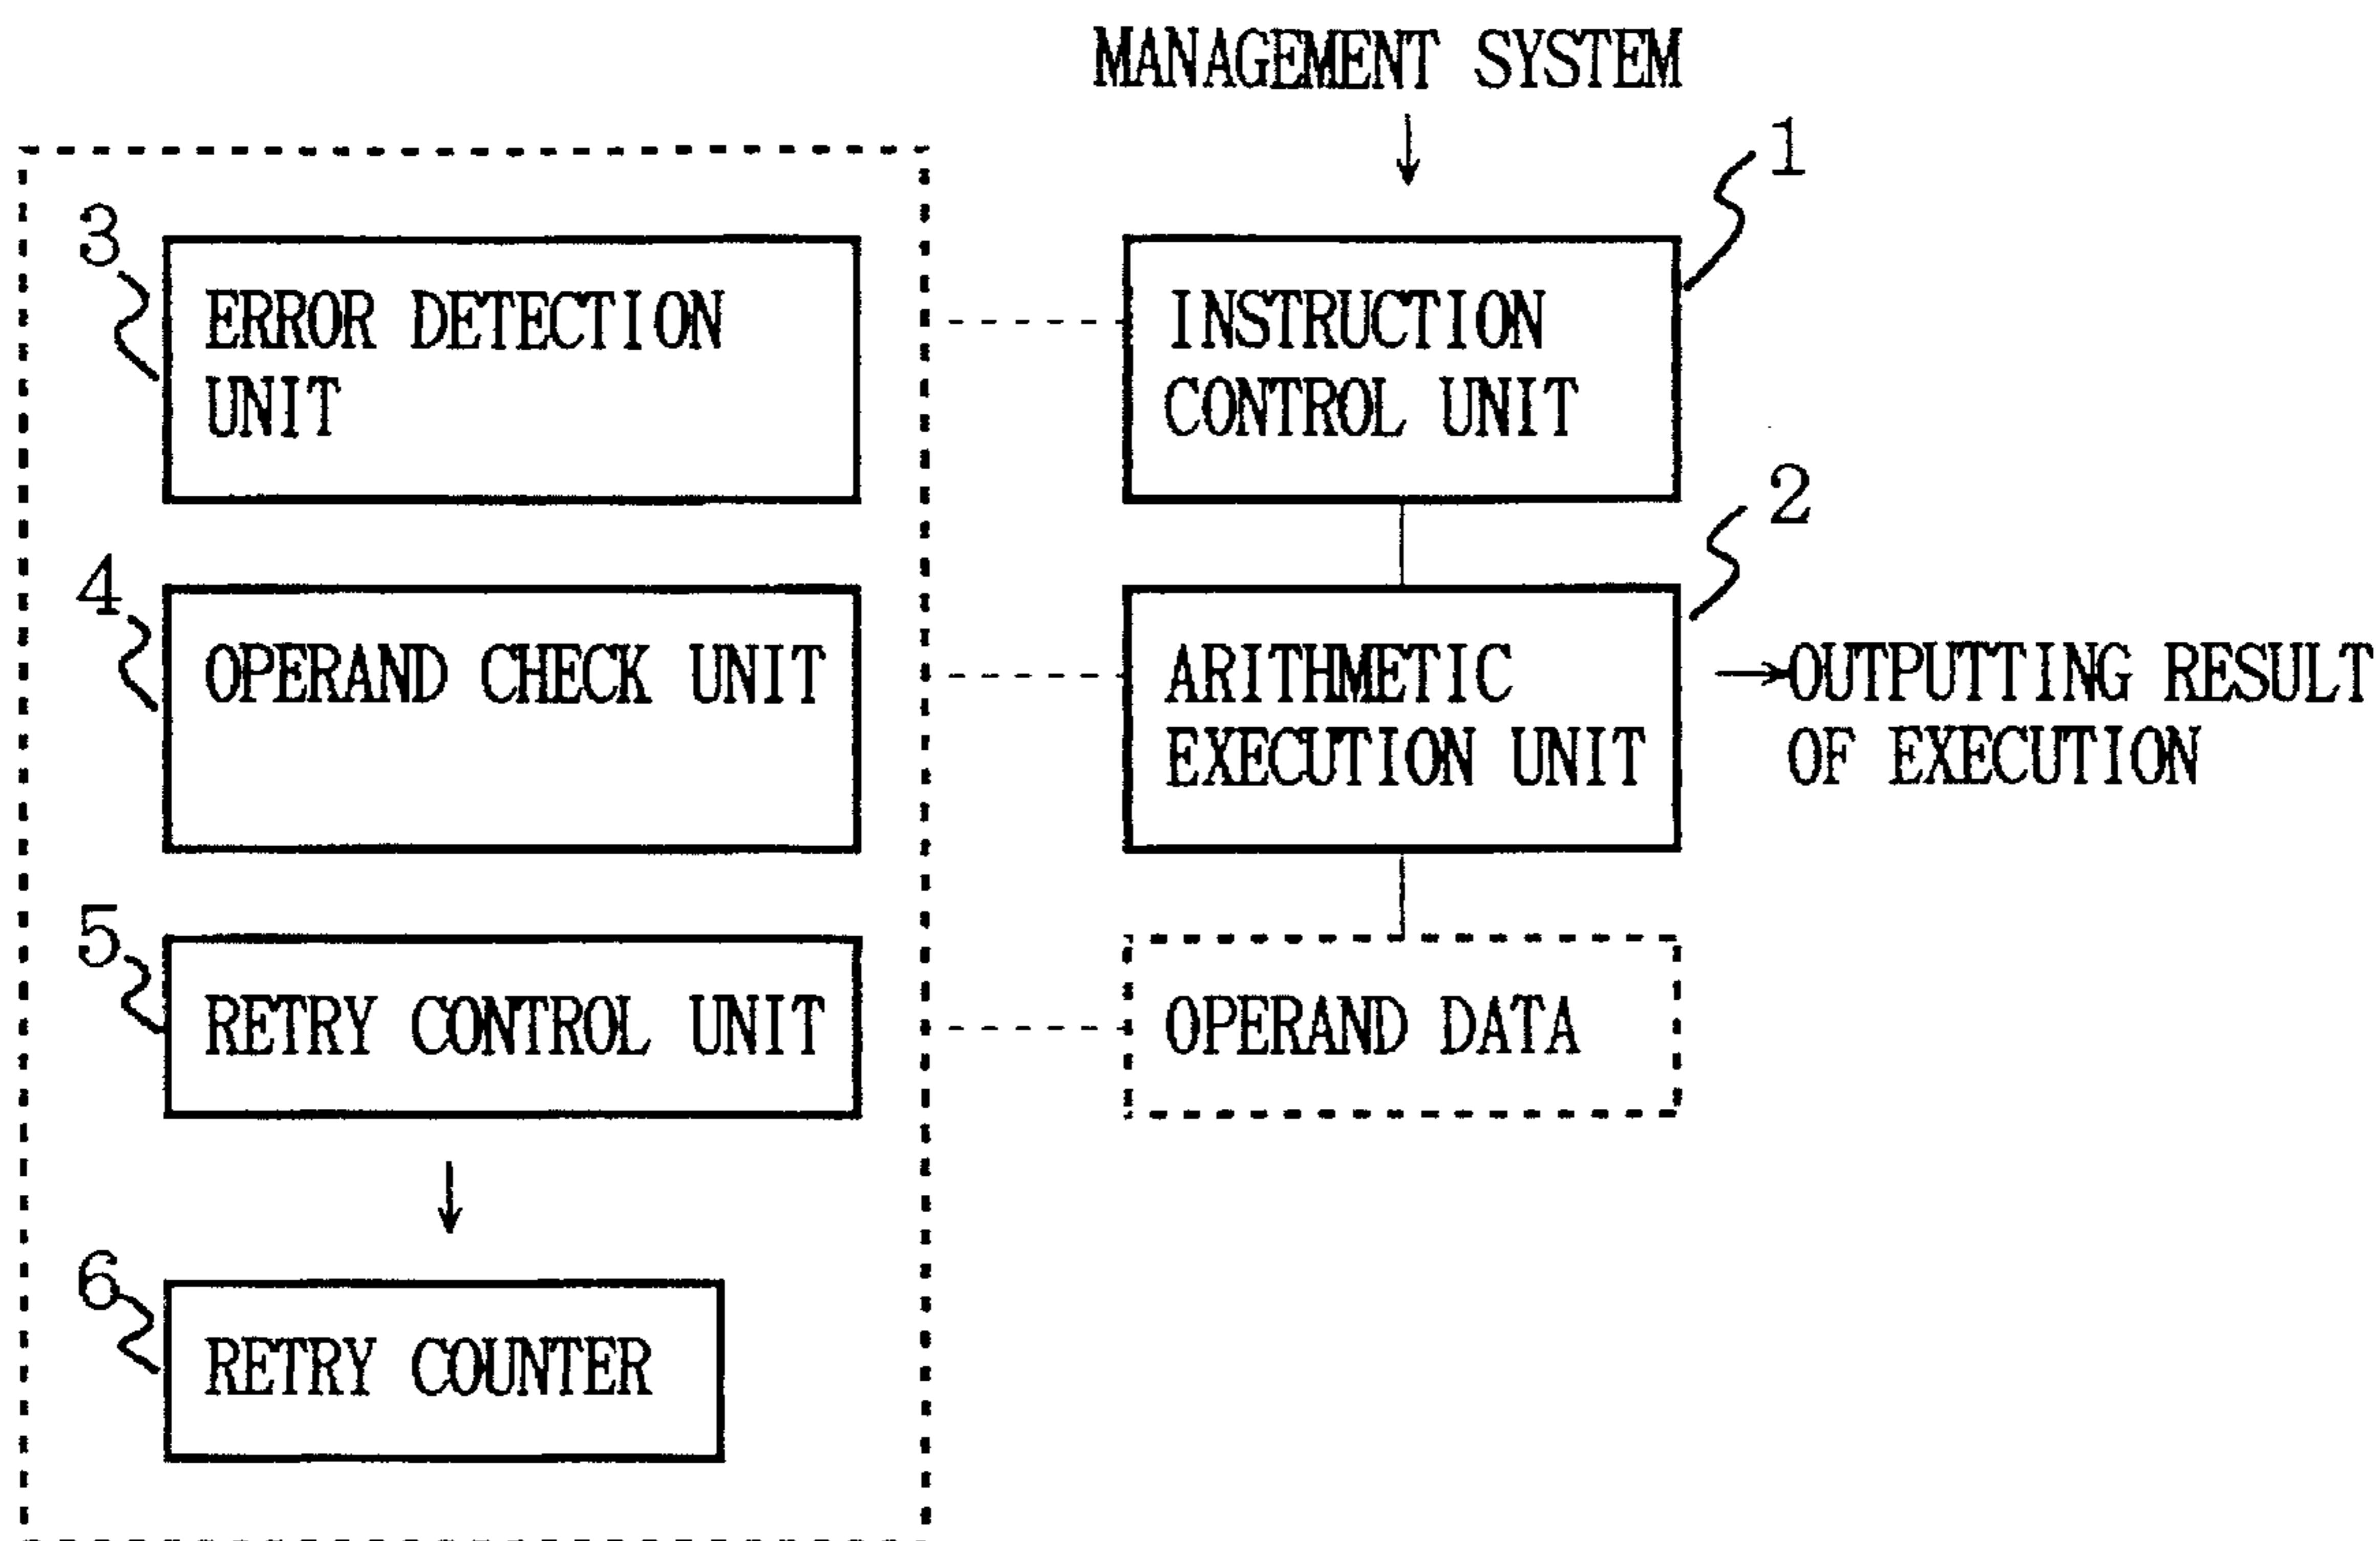 MANAGEMENT SYSTEM
1
3
ERROR DETECTION
UNIT
INSTRUCTION
CONTROL UNIT
2
4
OPERAND CHECK UNIT
ARITHMETIC
EXECUTION UNIT
OUTPUTTING RESULT
OF EXECUTION
5
RETRY CONTROL UNIT
OPERAND DATA
6
RETRY COUNTER